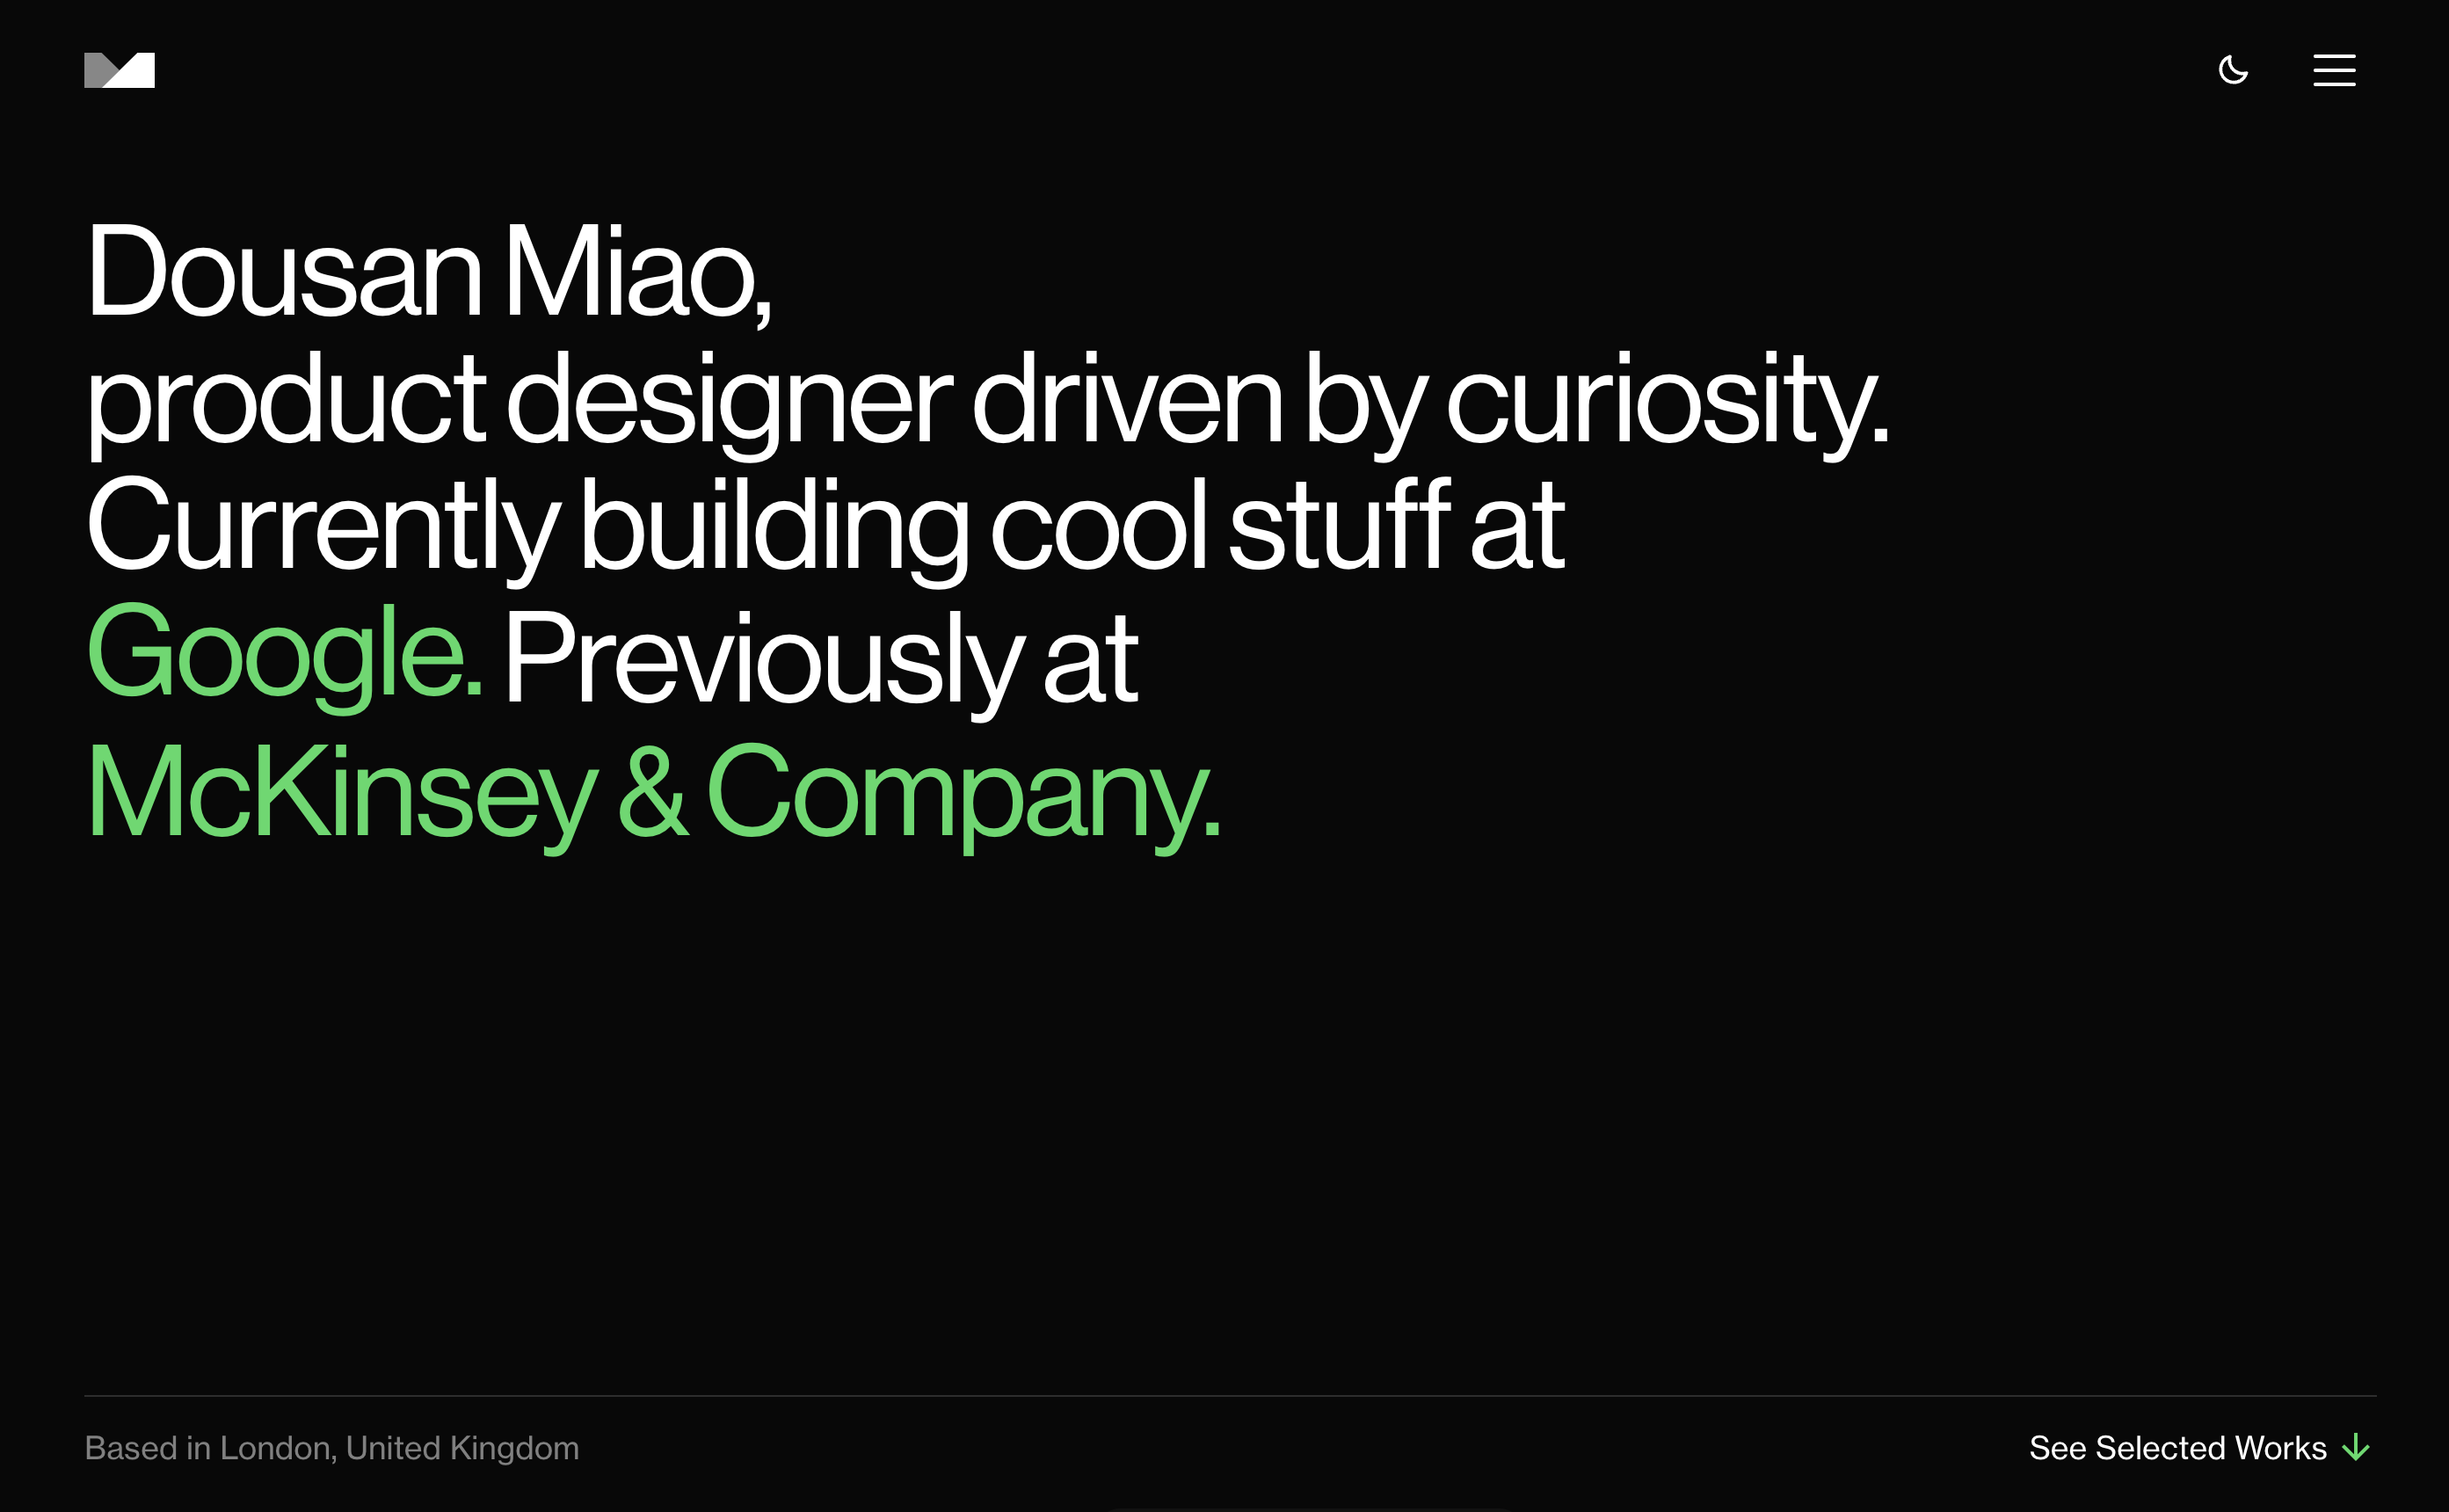 Dousan Miao,
product designer driven by curiosity.
Currently building cool stuff at
Google. Previously at
McKinsey & Company.
Based in London, United Kingdom
See Selected Works